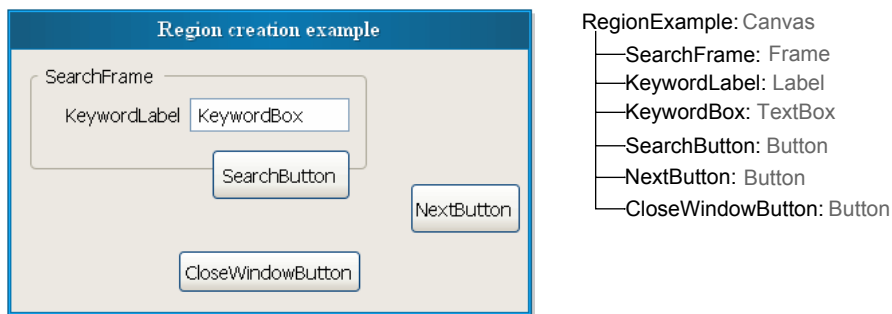 Region creation example
SearchFrame
KeywordLabel KeywordBox
SearchButton
NextButton
CloseWindowButton
RegionExample: Canvas
SearchFrame: Frame
KeywordLabel: Label
KeywordBox: TextBox
SearchButton: Button
NextButton: Button
CloseWindowButton: Button